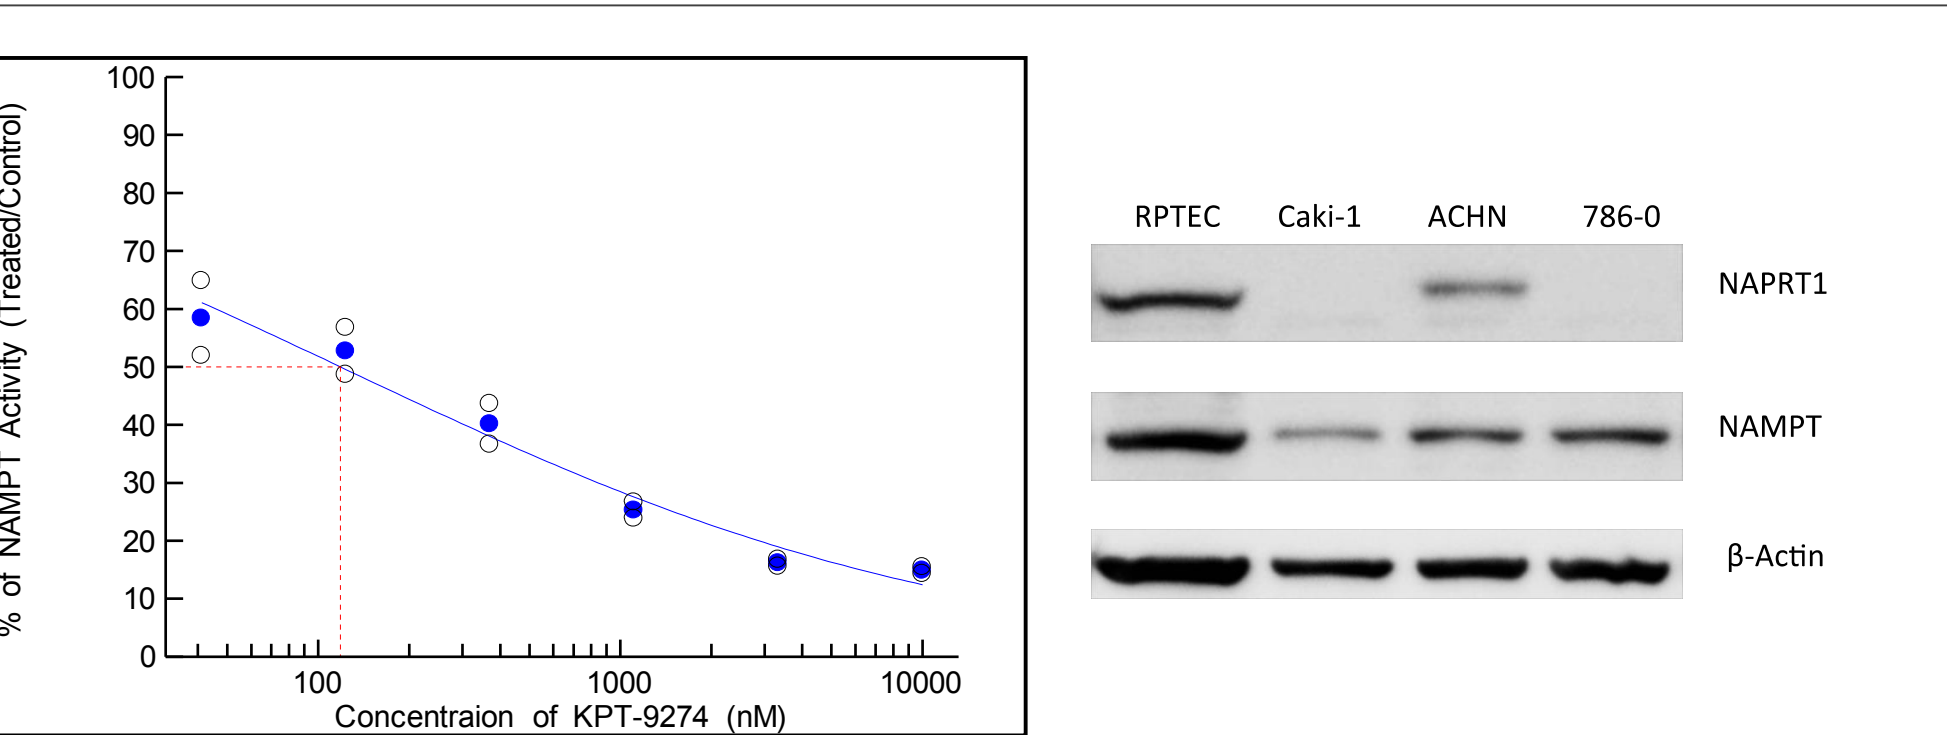 % of NAMPT Activity (Treated/Control)
100
90
80
70
60
50
40
30
20
10
0
100 1000 10000
Concentraion of KPT-9274 (nM)
RPTEC Caki-1 ACHN 786-0
NAPRT1
NAMPT
β-Actin